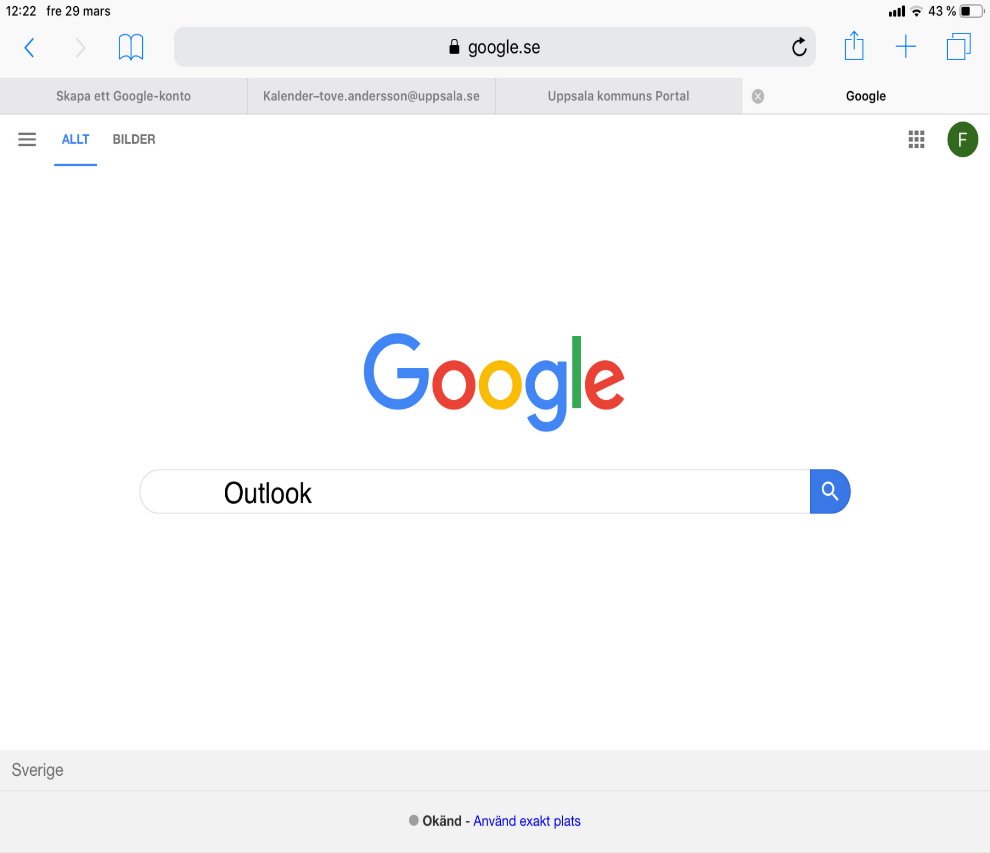 12:22 fre 29 mars 43 %
google.se
Skapa ett Google-konto
Kalender–tove.andersson@uppsala.se
Uppsala kommuns Portal
Google
ALLT BILDER
F
Google
Outlook
Sverige
Okänd - Använd exakt plats